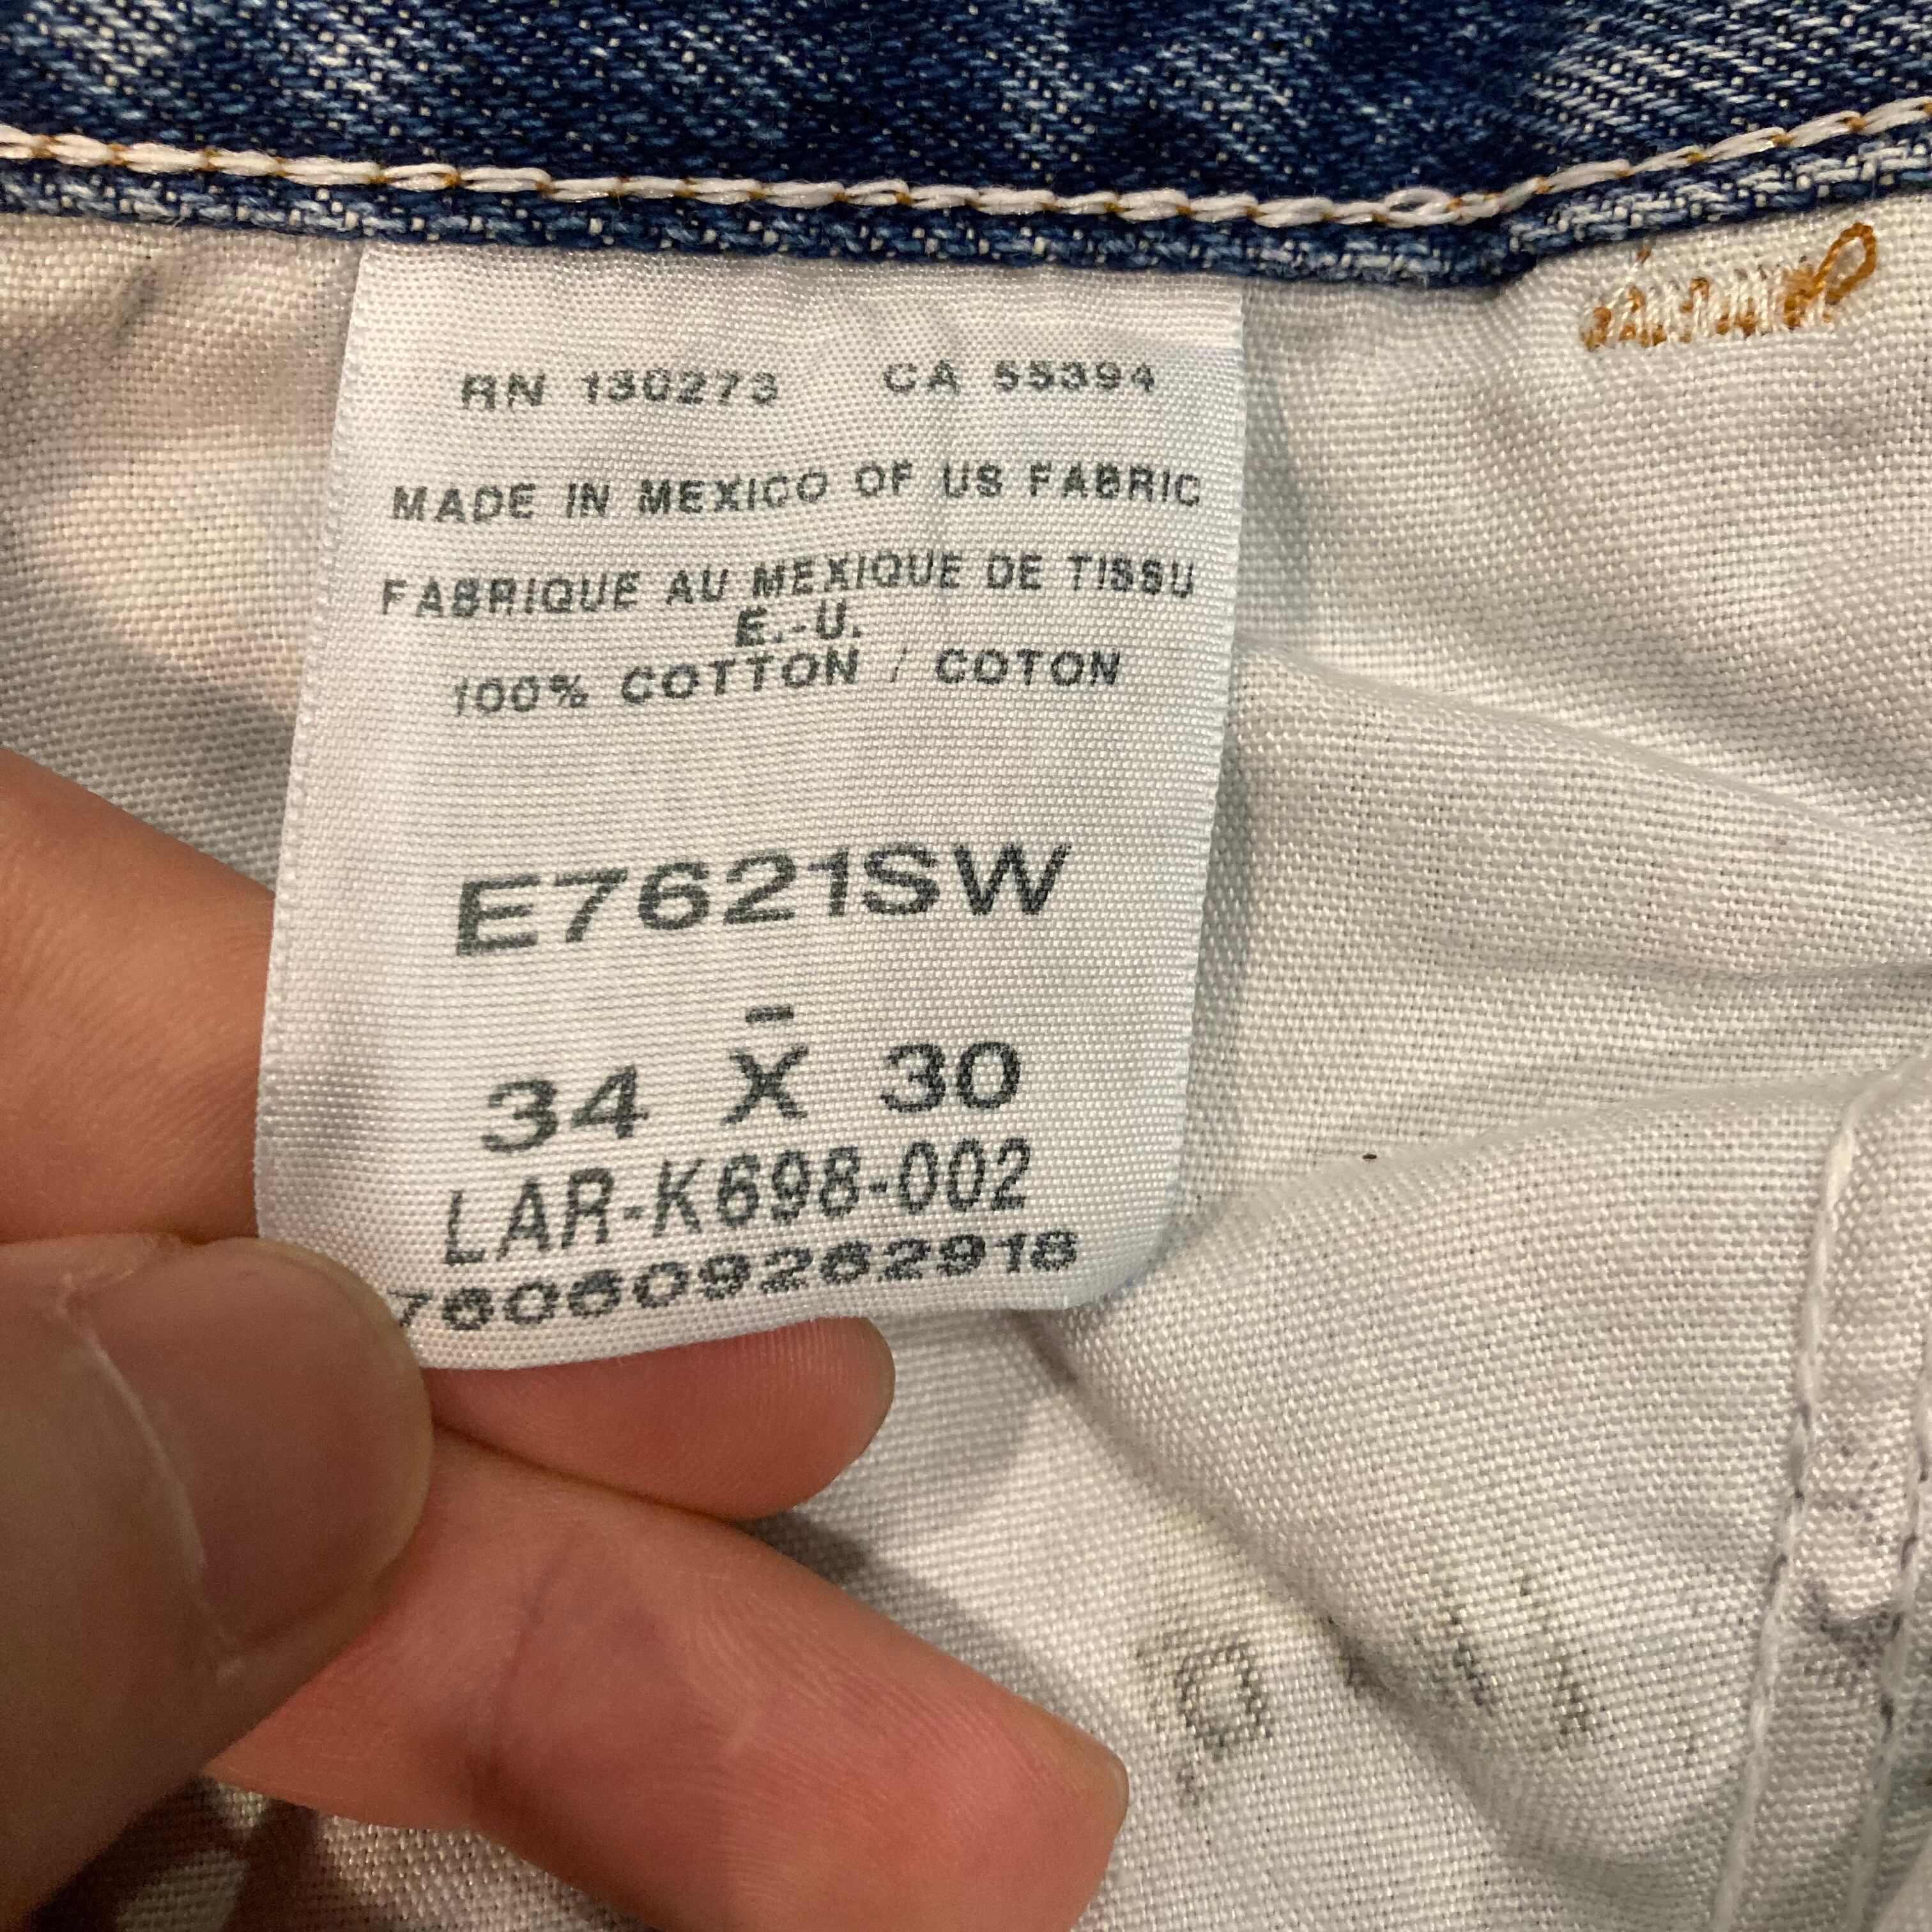 RN 130273 CA 55394
MADE IN MEXICO OF US FABRIC
FABRIQUE AU MEXIQUE DE TISSU
E.-U.
100% COTTON / COTON
E7621SW
-
34 X 30
LAR-K698-002
760609262918